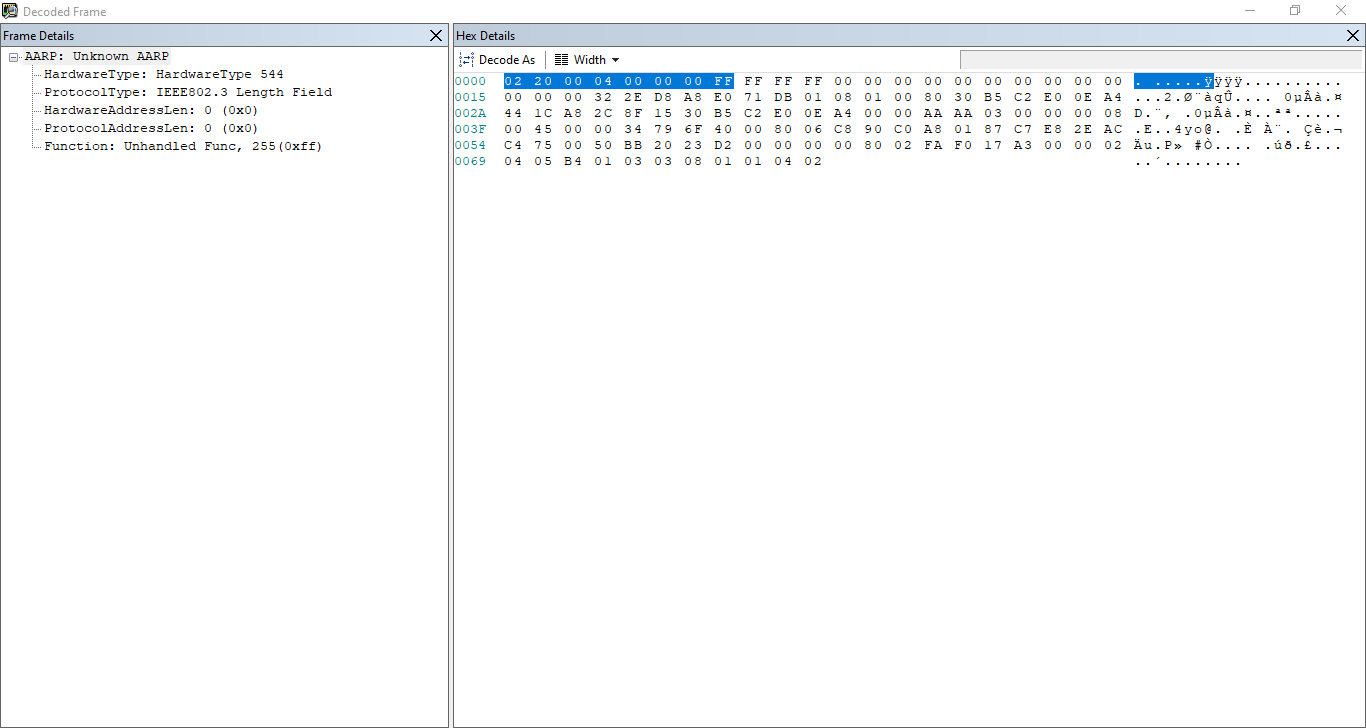 Decoded Frame
Frame Details
AARP: Unknown AARP
HardwareType: HardwareType 544
ProtocolType: IEEE802.3 Length Field
HardwareAddressLen: 0 (0x0)
ProtocolAddressLen: 0 (0x0)
Function: Unhandled Func, 255(0xff)
Hex Details
Decode As Width
0000 02 20 00 04 00 00 00 FF FF FF FF 00 00 00 00 00 00 00 00 00 00 . ......ÿÿÿÿ..........
0015 00 00 00 32 2E D8 A8 E0 71 DB 01 08 01 00 80 30 B5 C2 E0 0E A4 ...2.Ø¨àqÛ.... 0µÂà.¤
002A 44 1C A8 2C 8F 15 30 B5 C2 E0 0E A4 00 00 AA AA 03 00 00 00 08 D.¨, .0µÂà.¤..ªª.....
003F 00 45 00 00 34 79 6F 40 00 80 06 C8 90 C0 A8 01 87 C7 E8 2E AC .E..4yo@. .È À¨. Çè.¬
0054 C4 75 00 50 BB 20 23 D2 00 00 00 00 80 02 FA F0 17 A3 00 00 02 Äu.P» #Ò.... .úð.£...
0069 04 05 B4 01 03 03 08 01 01 04 02 ..´........